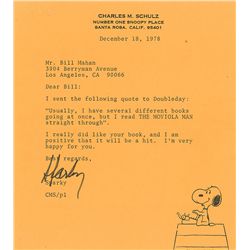 CHARLES M. SCHULZ
NUMBER ONE SNOOPY PLACE
SANTA ROSA, CALIF. 95401
December 18, 1978
Mr. Bill Mahan
3904 Berryman Avenue
Los Angeles, CA 90066
Dear Bill:
I sent the following quote to Doubleday:
"Usually, I have several books
going at once, but I read THE MOVIOLA MAN
straight through".
I really did like your book, and I am
positive that it will be a hit. I'm very
happy for you.
Best regards,
Sparky
Sparky
CMS/pl